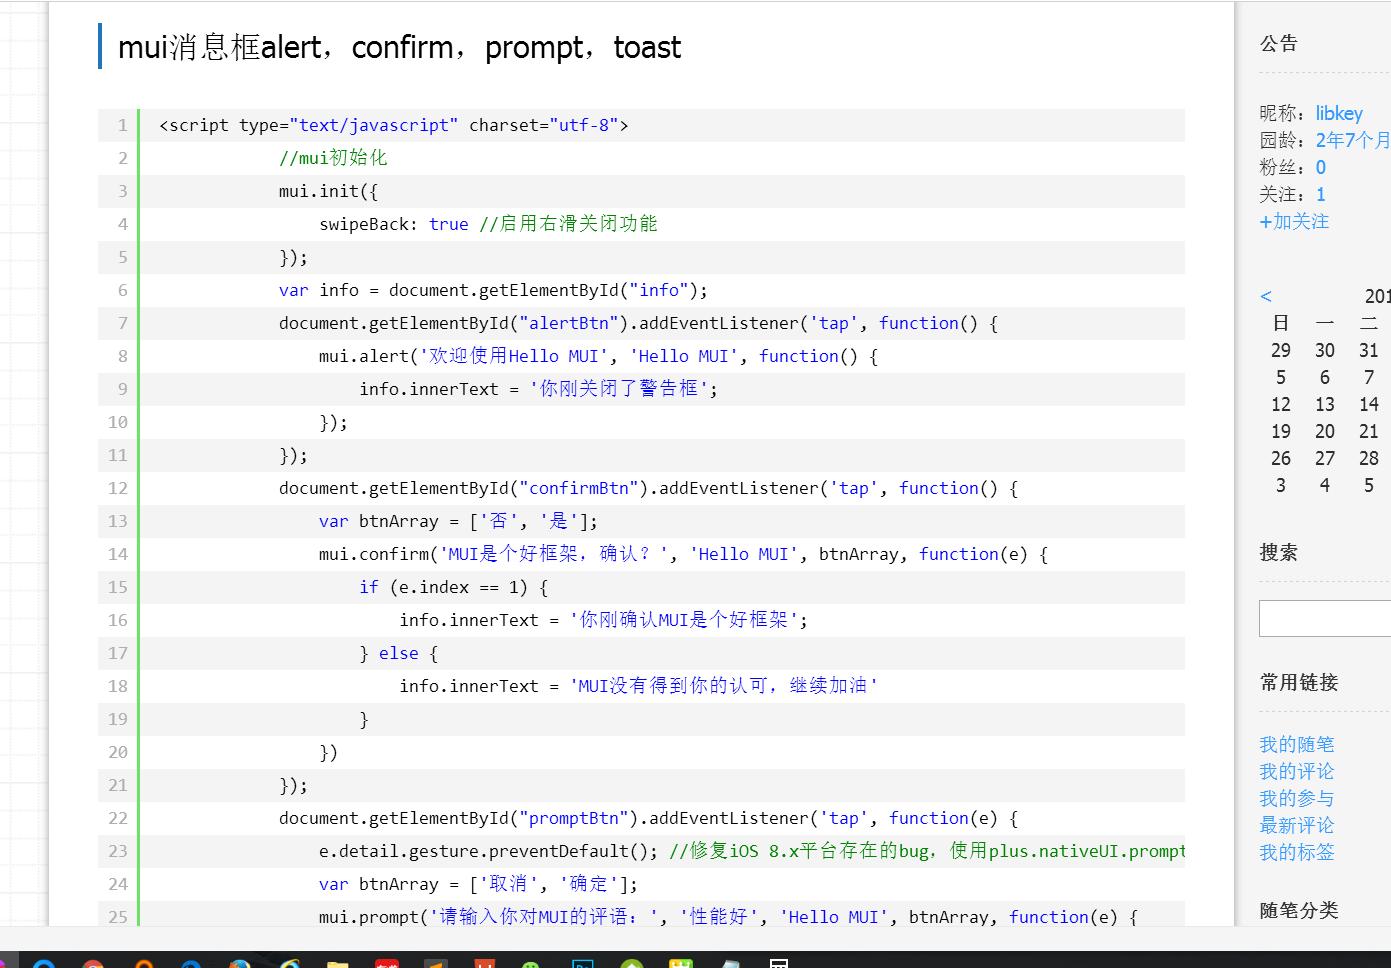 mui消息框alert，confirm，prompt，toast
1 <script type="text/javascript" charset="utf-8">
2 //mui初始化
3 mui.init({
4 swipeBack: true //启用右滑关闭功能
5 });
6 var info = document.getElementById("info");
7 document.getElementById("alertBtn").addEventListener('tap', function() {
8 mui.alert('欢迎使用Hello MUI', 'Hello MUI', function() {
9 info.innerText = '你刚关闭了警告框';
10 });
11 });
12 document.getElementById("confirmBtn").addEventListener('tap', function() {
13 var btnArray = ['否', '是'];
14 mui.confirm('MUI是个好框架，确认？', 'Hello MUI', btnArray, function(e) {
15 if (e.index == 1) {
16 info.innerText = '你刚确认MUI是个好框架';
17 } else {
18 info.innerText = 'MUI没有得到你的认可，继续加油'
19 }
20 })
21 });
22 document.getElementById("promptBtn").addEventListener('tap', function(e) {
23 e.detail.gesture.preventDefault(); //修复iOS 8.x平台存在的bug，使用plus.nativeUI.prompt
24 var btnArray = ['取消', '确定'];
25 mui.prompt('请输入你对MUI的评语：', '性能好', 'Hello MUI', btnArray, function(e) {
公告
昵称：libkey
园龄：2年7个月
粉丝：0
关注：1
+加关注
< 201
日 一 二
29 30 31
5 6 7
12 13 14
19 20 21
26 27 28
3 4 5
搜索
常用链接
我的随笔
我的评论
我的参与
最新评论
我的标签
随笔分类